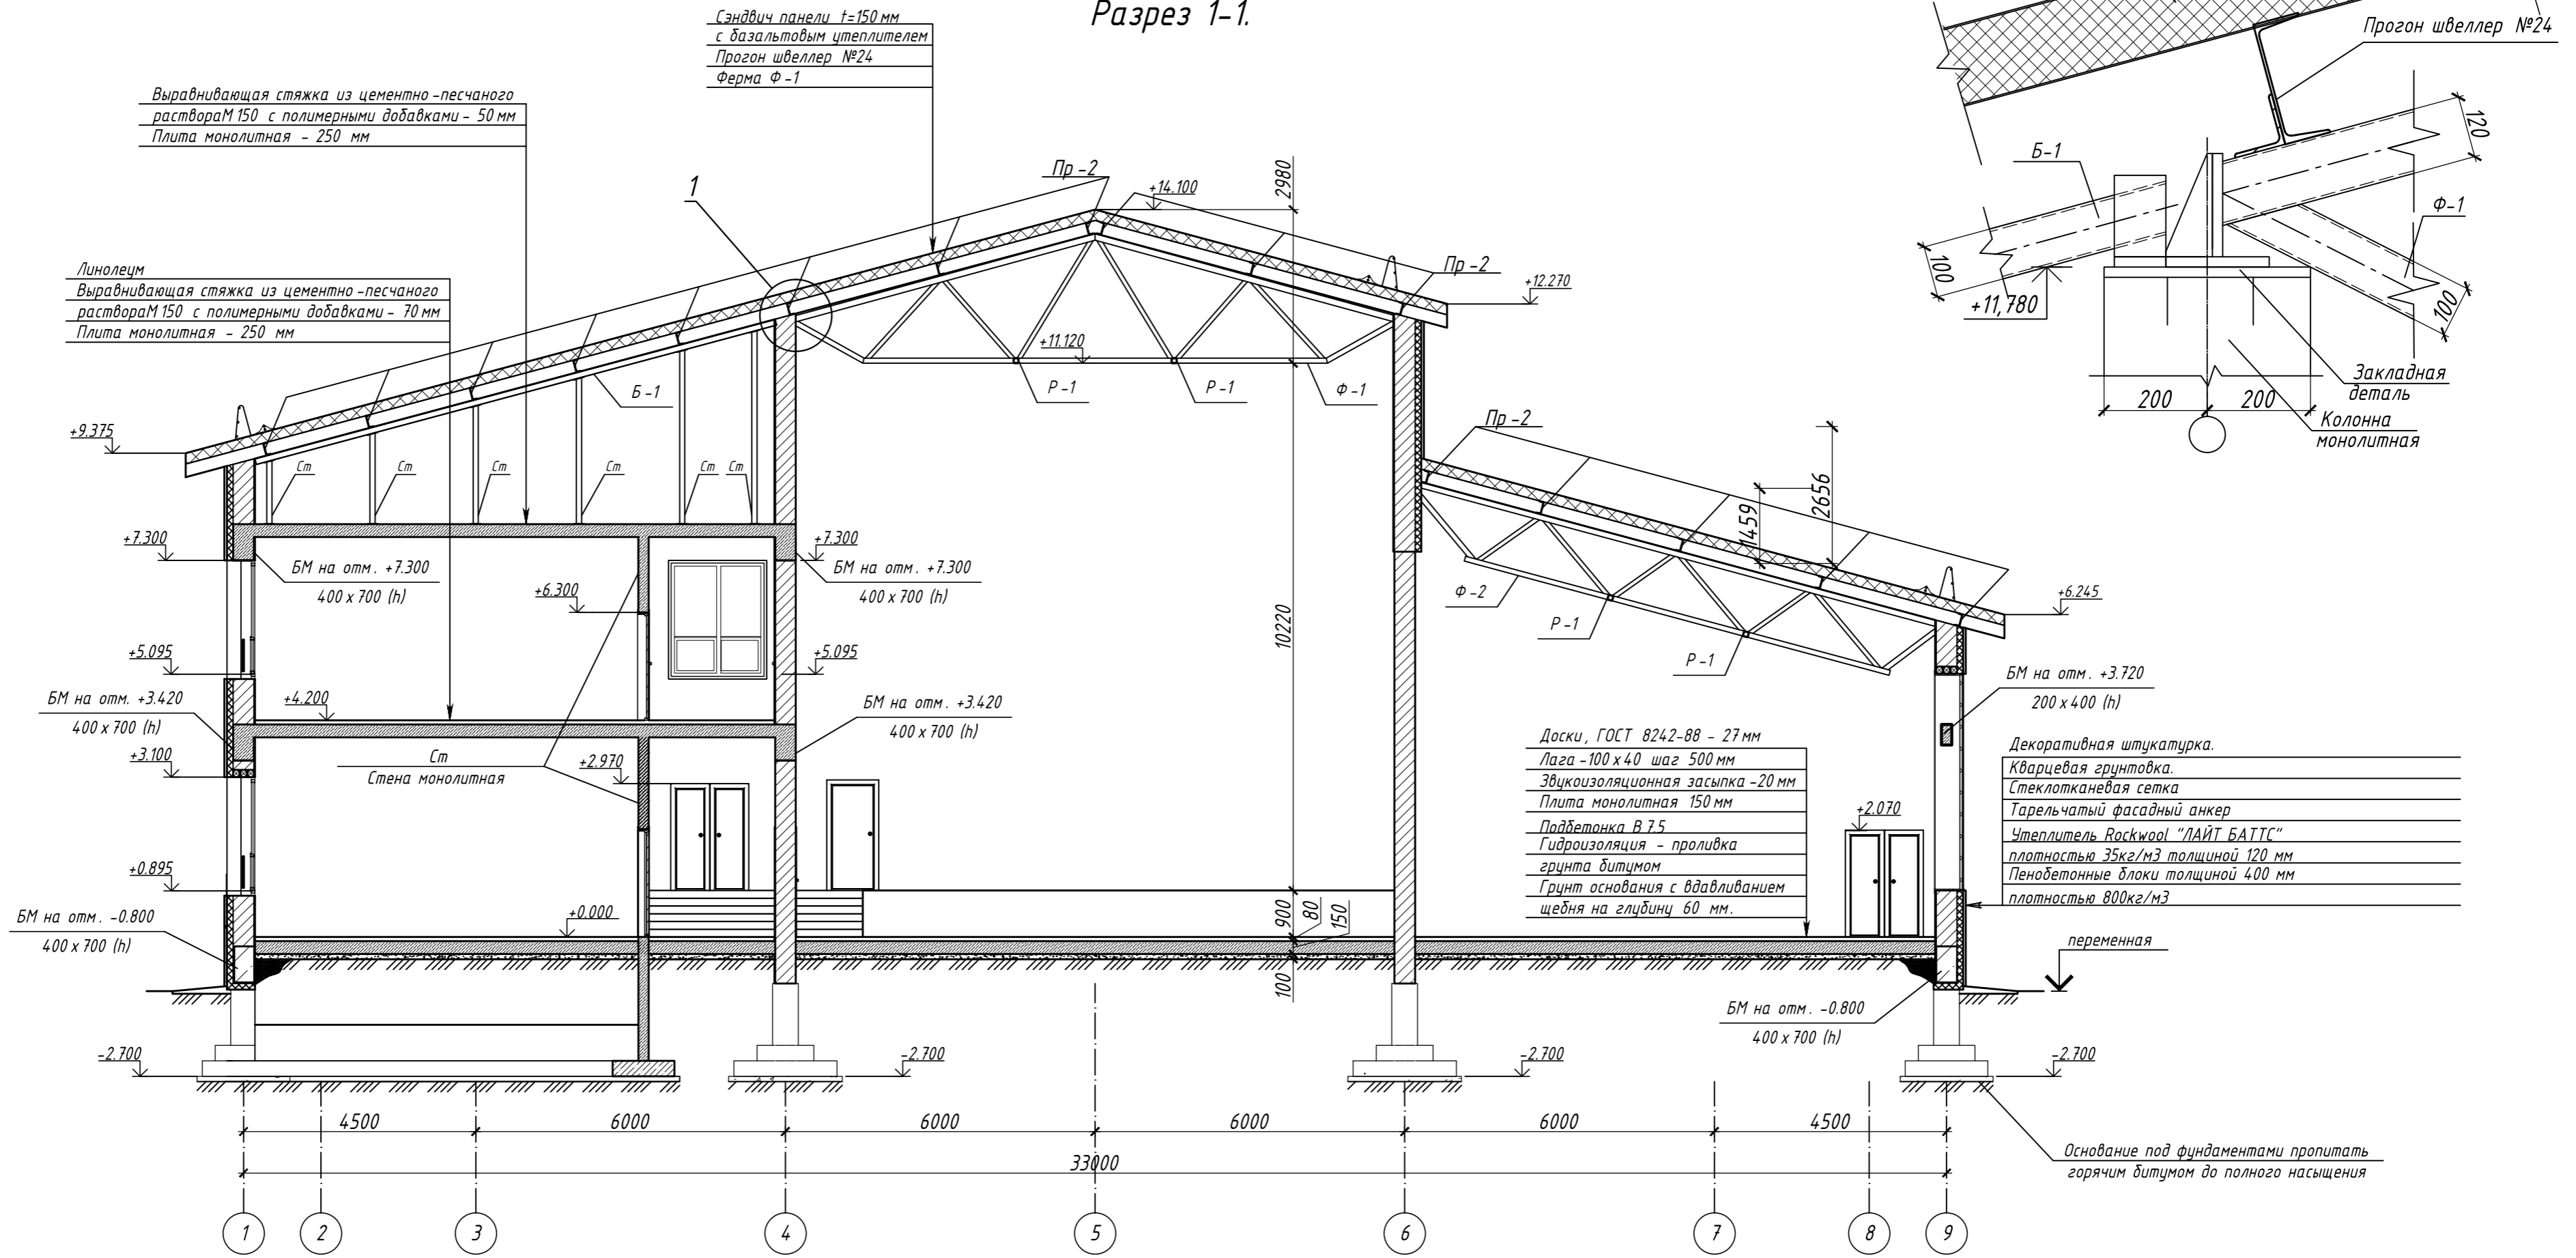 Разрез 1-1.
Сэндвич панели t=150 мм
с базальтовым утеплителем
Прогон швеллер №24
Ферма Ф-1
Выравнивающая стяжка из цементно-песчаного
раствораМ150 с полимерными добавками - 50 мм
Плита монолитная - 250 мм
Линолеум
Выравнивающая стяжка из цементно-песчаного
раствораМ150 с полимерными добавками - 70 мм
Плита монолитная - 250 мм
1
Пр-2
+14.100
2980
Пр-2
+12.270
+11.120
Р-1
Р-1
Ф-1
Б-1
+9.375
Ст
Ст
Ст
Ст
Ст
Ст
Прогон швеллер №24
120
Б-1
Ф-1
100
100
+11,780
200
200
Закладная
деталь
Колонна
монолитная
Пр-2
1459
2656
Ф-2
Р-1
Р-1
+6.245
+7.300
БМ на отм. +7.300
400 x 700 (h)
+7.300
БМ на отм. +7.300
400 x 700 (h)
+6.300
10220
+5.095
+5.095
БМ на отм. +3.420
400 x 700 (h)
+4.200
БМ на отм. +3.420
400 x 700 (h)
БМ на отм. +3.720
200 x 400 (h)
+3.100
Ст
Стена монолитная
+2.970
Доски, ГОСТ 8242-88 - 27 мм
Лага -100 x 40 шаг 500 мм
Звукоизоляционная засыпка -20 мм
Плита монолитная 150 мм
Подбетонка В 7.5
Гидроизоляция - проливка
грунта битумом
Грунт основания с вдавливанием
щебня на глубину 60 мм.
+2.070
Декоративная штукатурка.
Кварцевая грунтовка.
Стеклотканевая сетка
Тарельчатый фасадный анкер
Утеплитель Rockwool "ЛАЙТ БАТТС"
плотностью 35кг/м3 толщиной 120 мм
Пенобетонные блоки толщиной 400 мм
плотностью 800кг/м3
+0.895
БМ на отм. -0.800
400 x 700 (h)
+0.000
900
80
150
100
переменная
БМ на отм. -0.800
400 x 700 (h)
-2.700
-2.700
-2.700
-2.700
4500
6000
6000
6000
6000
4500
33000
Основание под фундаментами пропитать
горячим битумом до полного насыщения
1
2
3
4
5
6
7
8
9